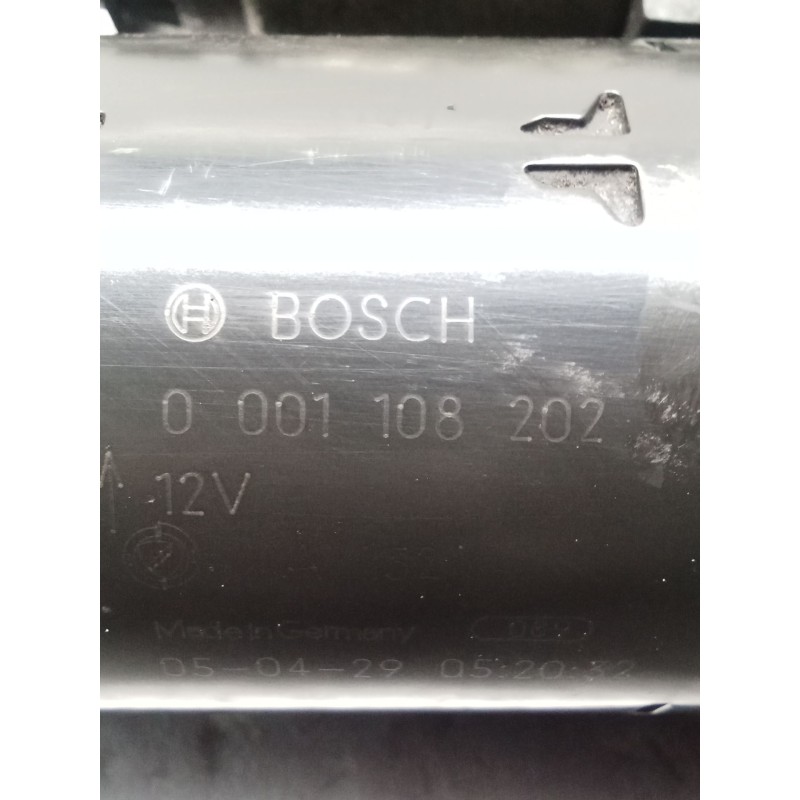 BOSCH
0 001 108 202
12V
Made in Germany
05-04-29 05:20:32